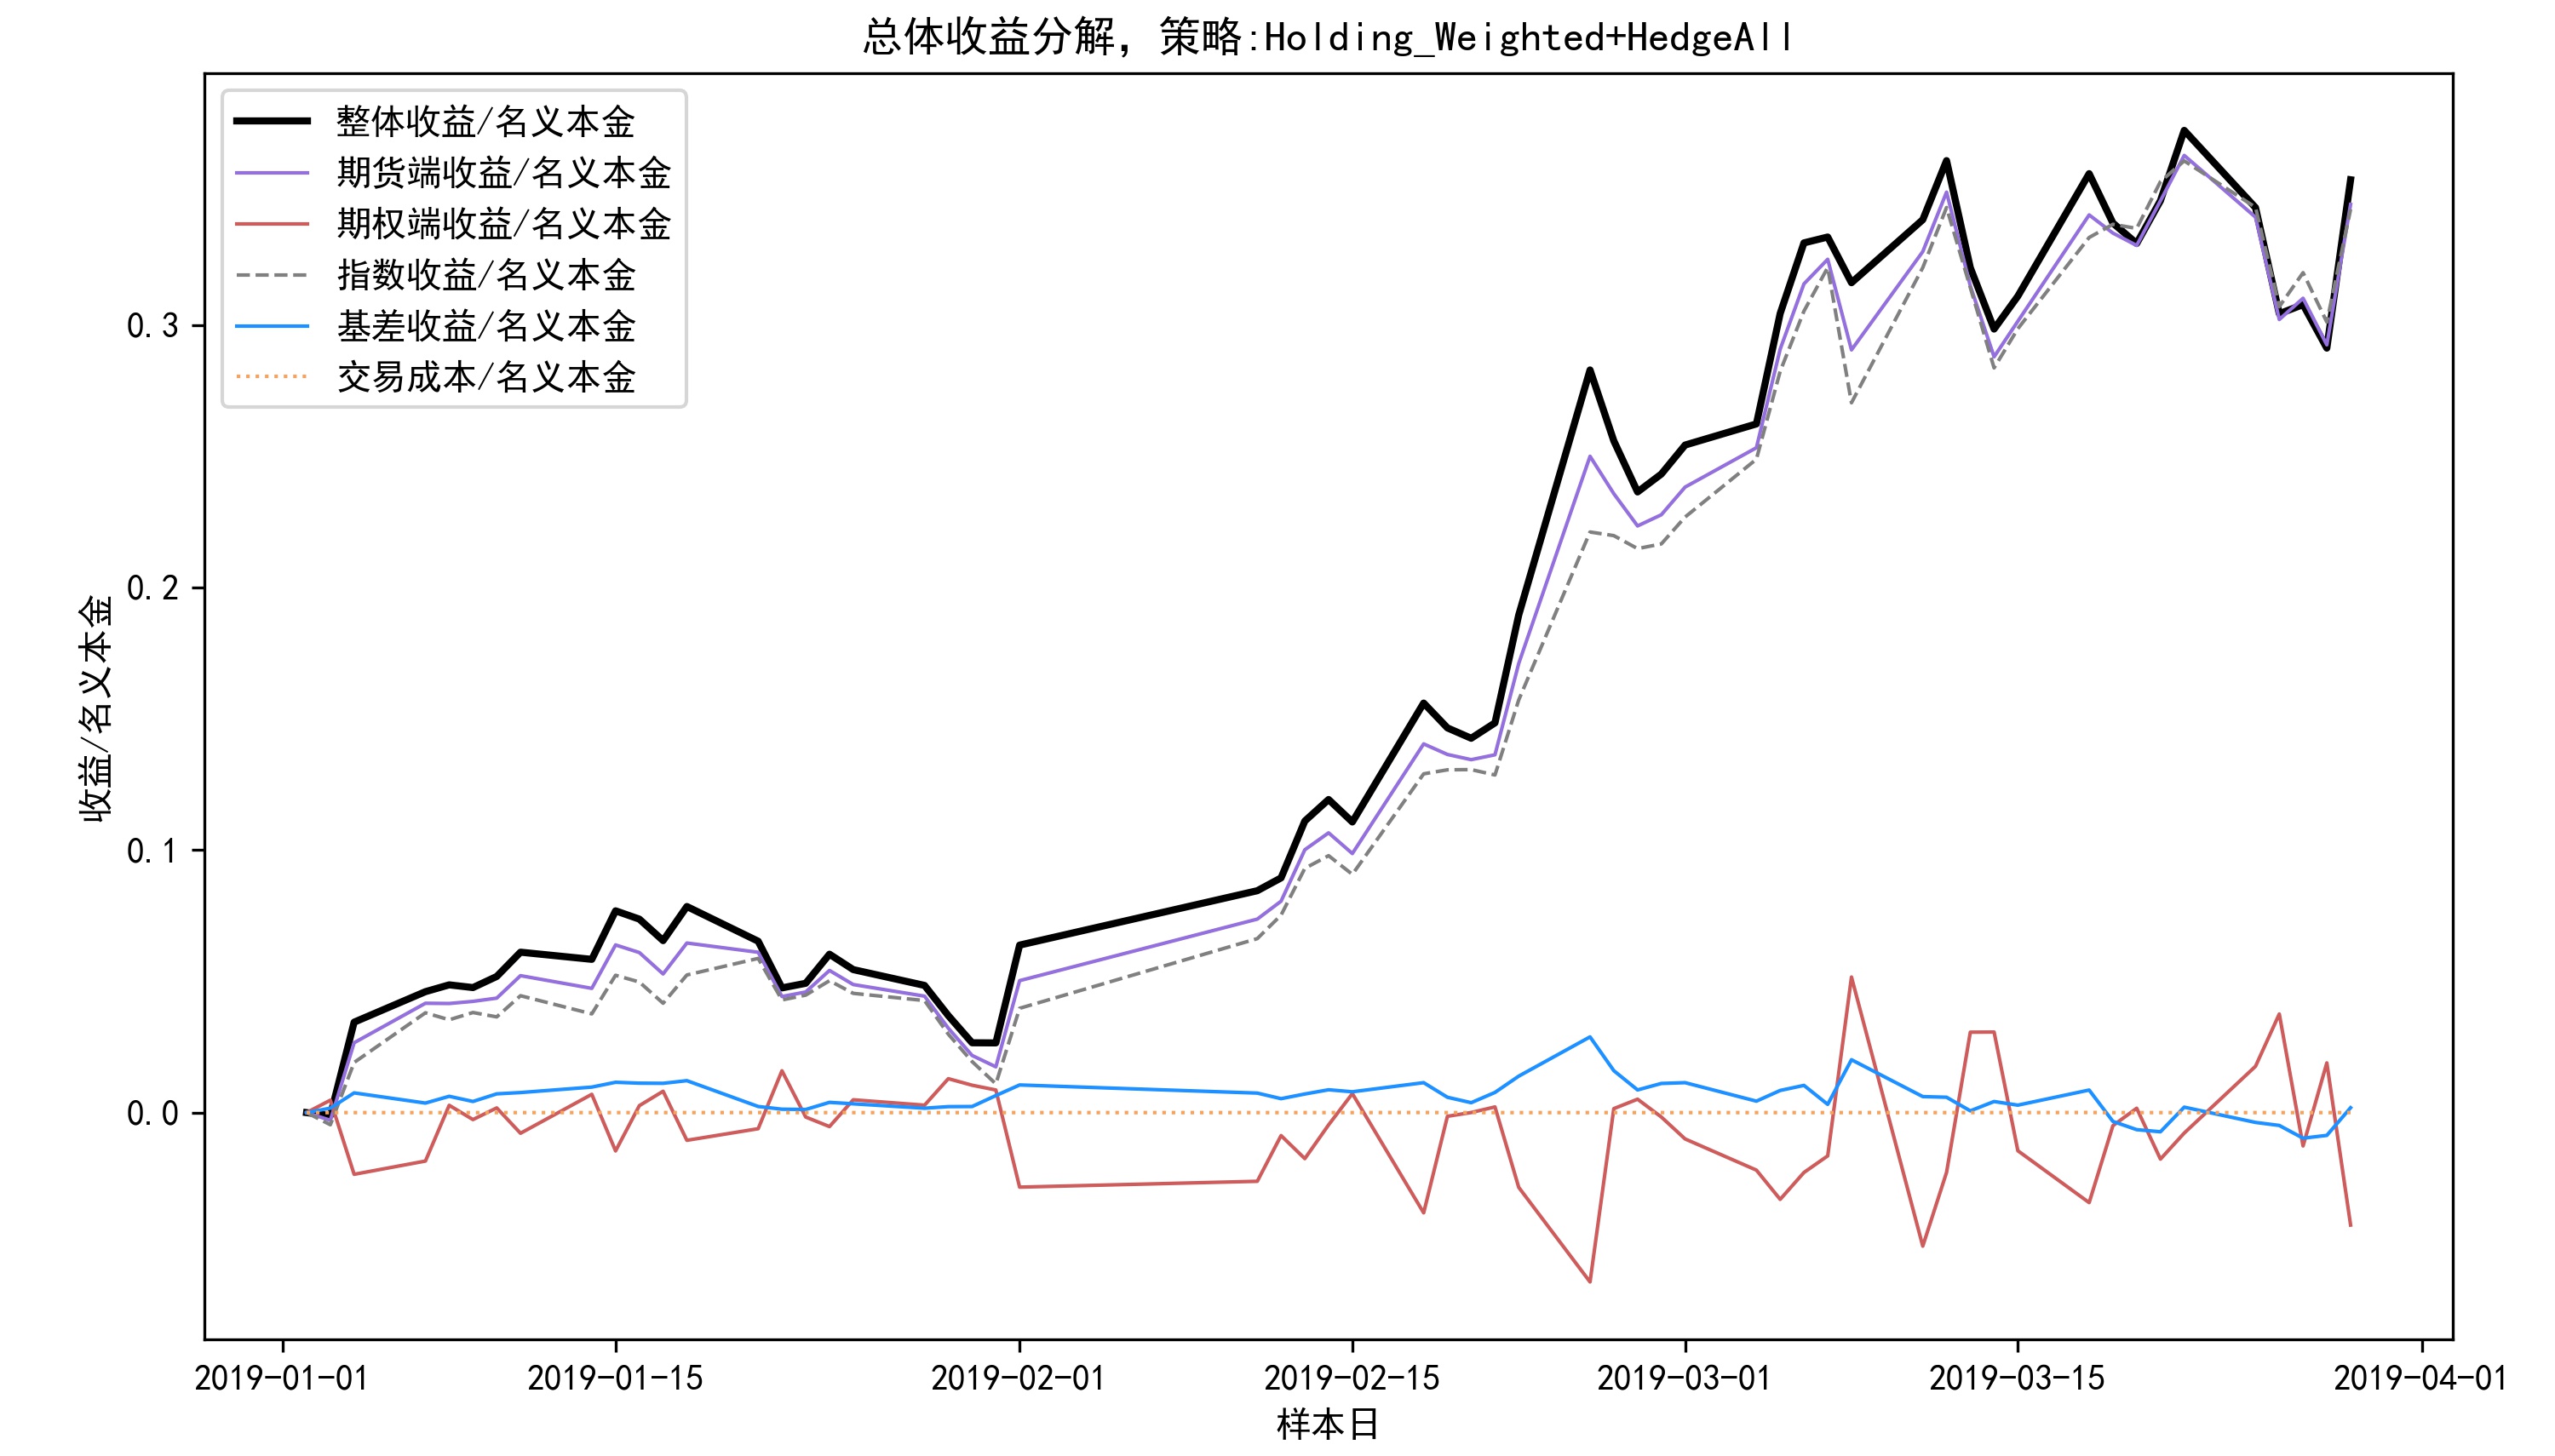 总体收益分解，策略:Holding_Weighted+HedgeAll
整体收益/名义本金
期货端收益/名义本金
期权端收益/名义本金
指数收益/名义本金
基差收益/名义本金
交易成本/名义本金
收益/名义本金
0.3
0.2
0.1
0.0
2019-01-01
2019-01-15
2019-02-01
2019-02-15
2019-03-01
2019-03-15
2019-04-01
样本日